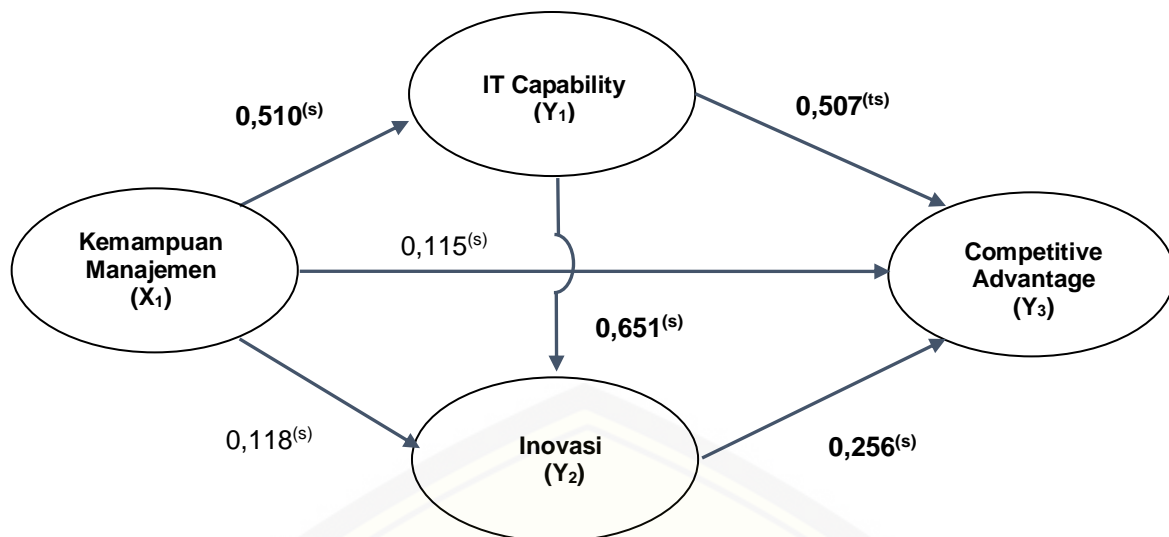 IT Capability
(Y₁)
0,510⁽ˢ⁾
0,507⁽ᵗˢ⁾
Kemampuan
Manajemen
(X₁)
0,115⁽ˢ⁾
Competitive
Advantage
(Y₃)
0,651⁽ˢ⁾
0,118⁽ˢ⁾
Inovasi
(Y₂)
0,256⁽ˢ⁾